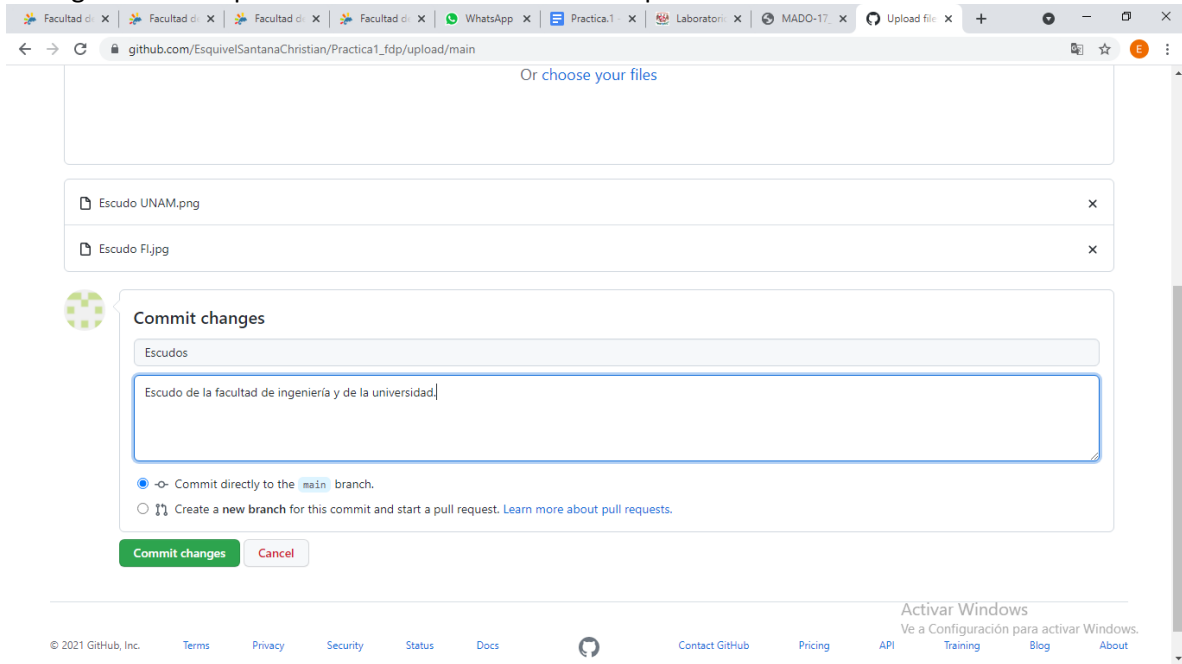 Facultad de Facultad de Facultad de Facultad de WhatsApp Practica.1 - Laboratorio MADO-17_ Upload file
github.com/EsquivelSantanaChristian/Practica1_fdp/upload/main E
Or choose your files
Escudo UNAM.png
Escudo FI.jpg
Commit changes
Escudos
Escudo de la facultad de ingeniería y de la universidad.
Commit directly to the main branch.
Create a new branch for this commit and start a pull request. Learn more about pull requests.
Commit changes Cancel
Activar Windows
Ve a Configuración para activar Windows.
© 2021 GitHub, Inc. Terms Privacy Security Status Docs Contact GitHub Pricing API Training Blog About